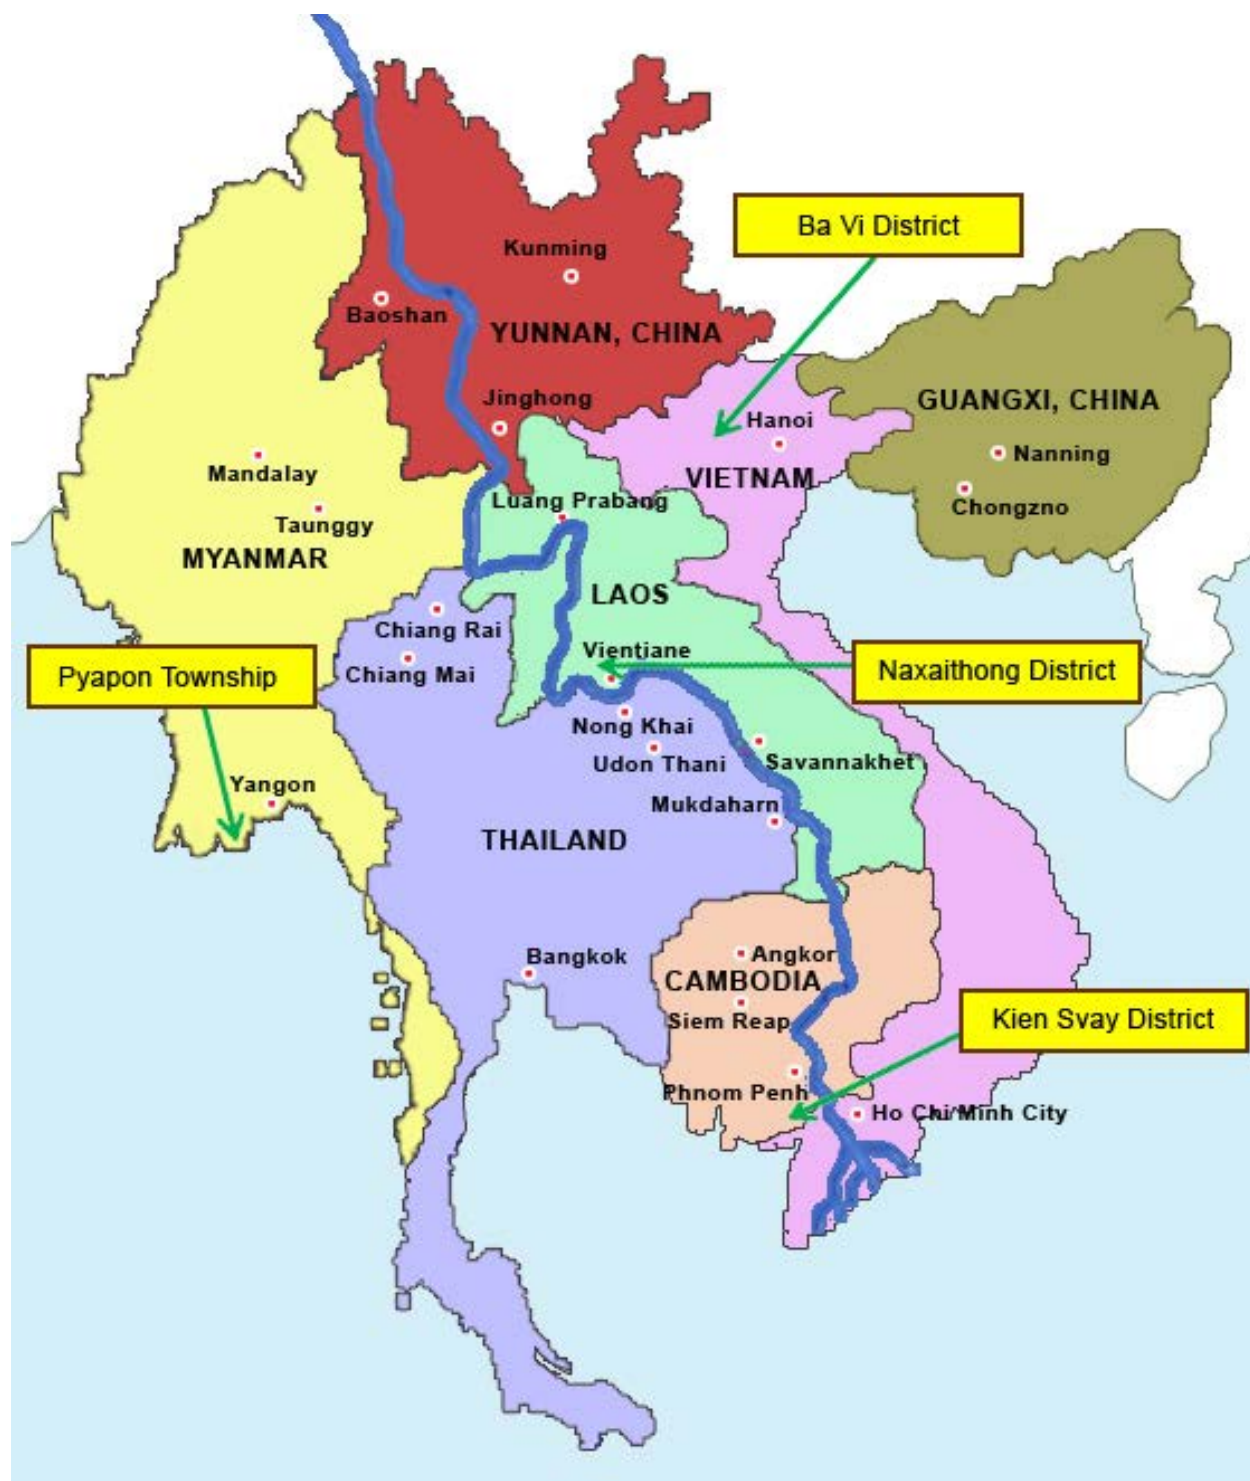 Ba Vi District
Kunming
Baoshan
YUNNAN, CHINA
Jinghong
GUANGXI, CHINA
Hanoi
Nanning
Mandalay
VIETNAM
Luang Prabang
Chongzno
Taunggy
MYANMAR
LAOS
Chiang Rai
Vientiane
Chiang Mai
Pyapon Township
Naxaithong District
Nong Khai
Udon Thani
Savannakhet
Yangon
Mukdaharn
THAILAND
Bangkok
Angkor
CAMBODIA
Siem Reap
Kien Svay District
Phnom Penh
Ho Chi Minh City